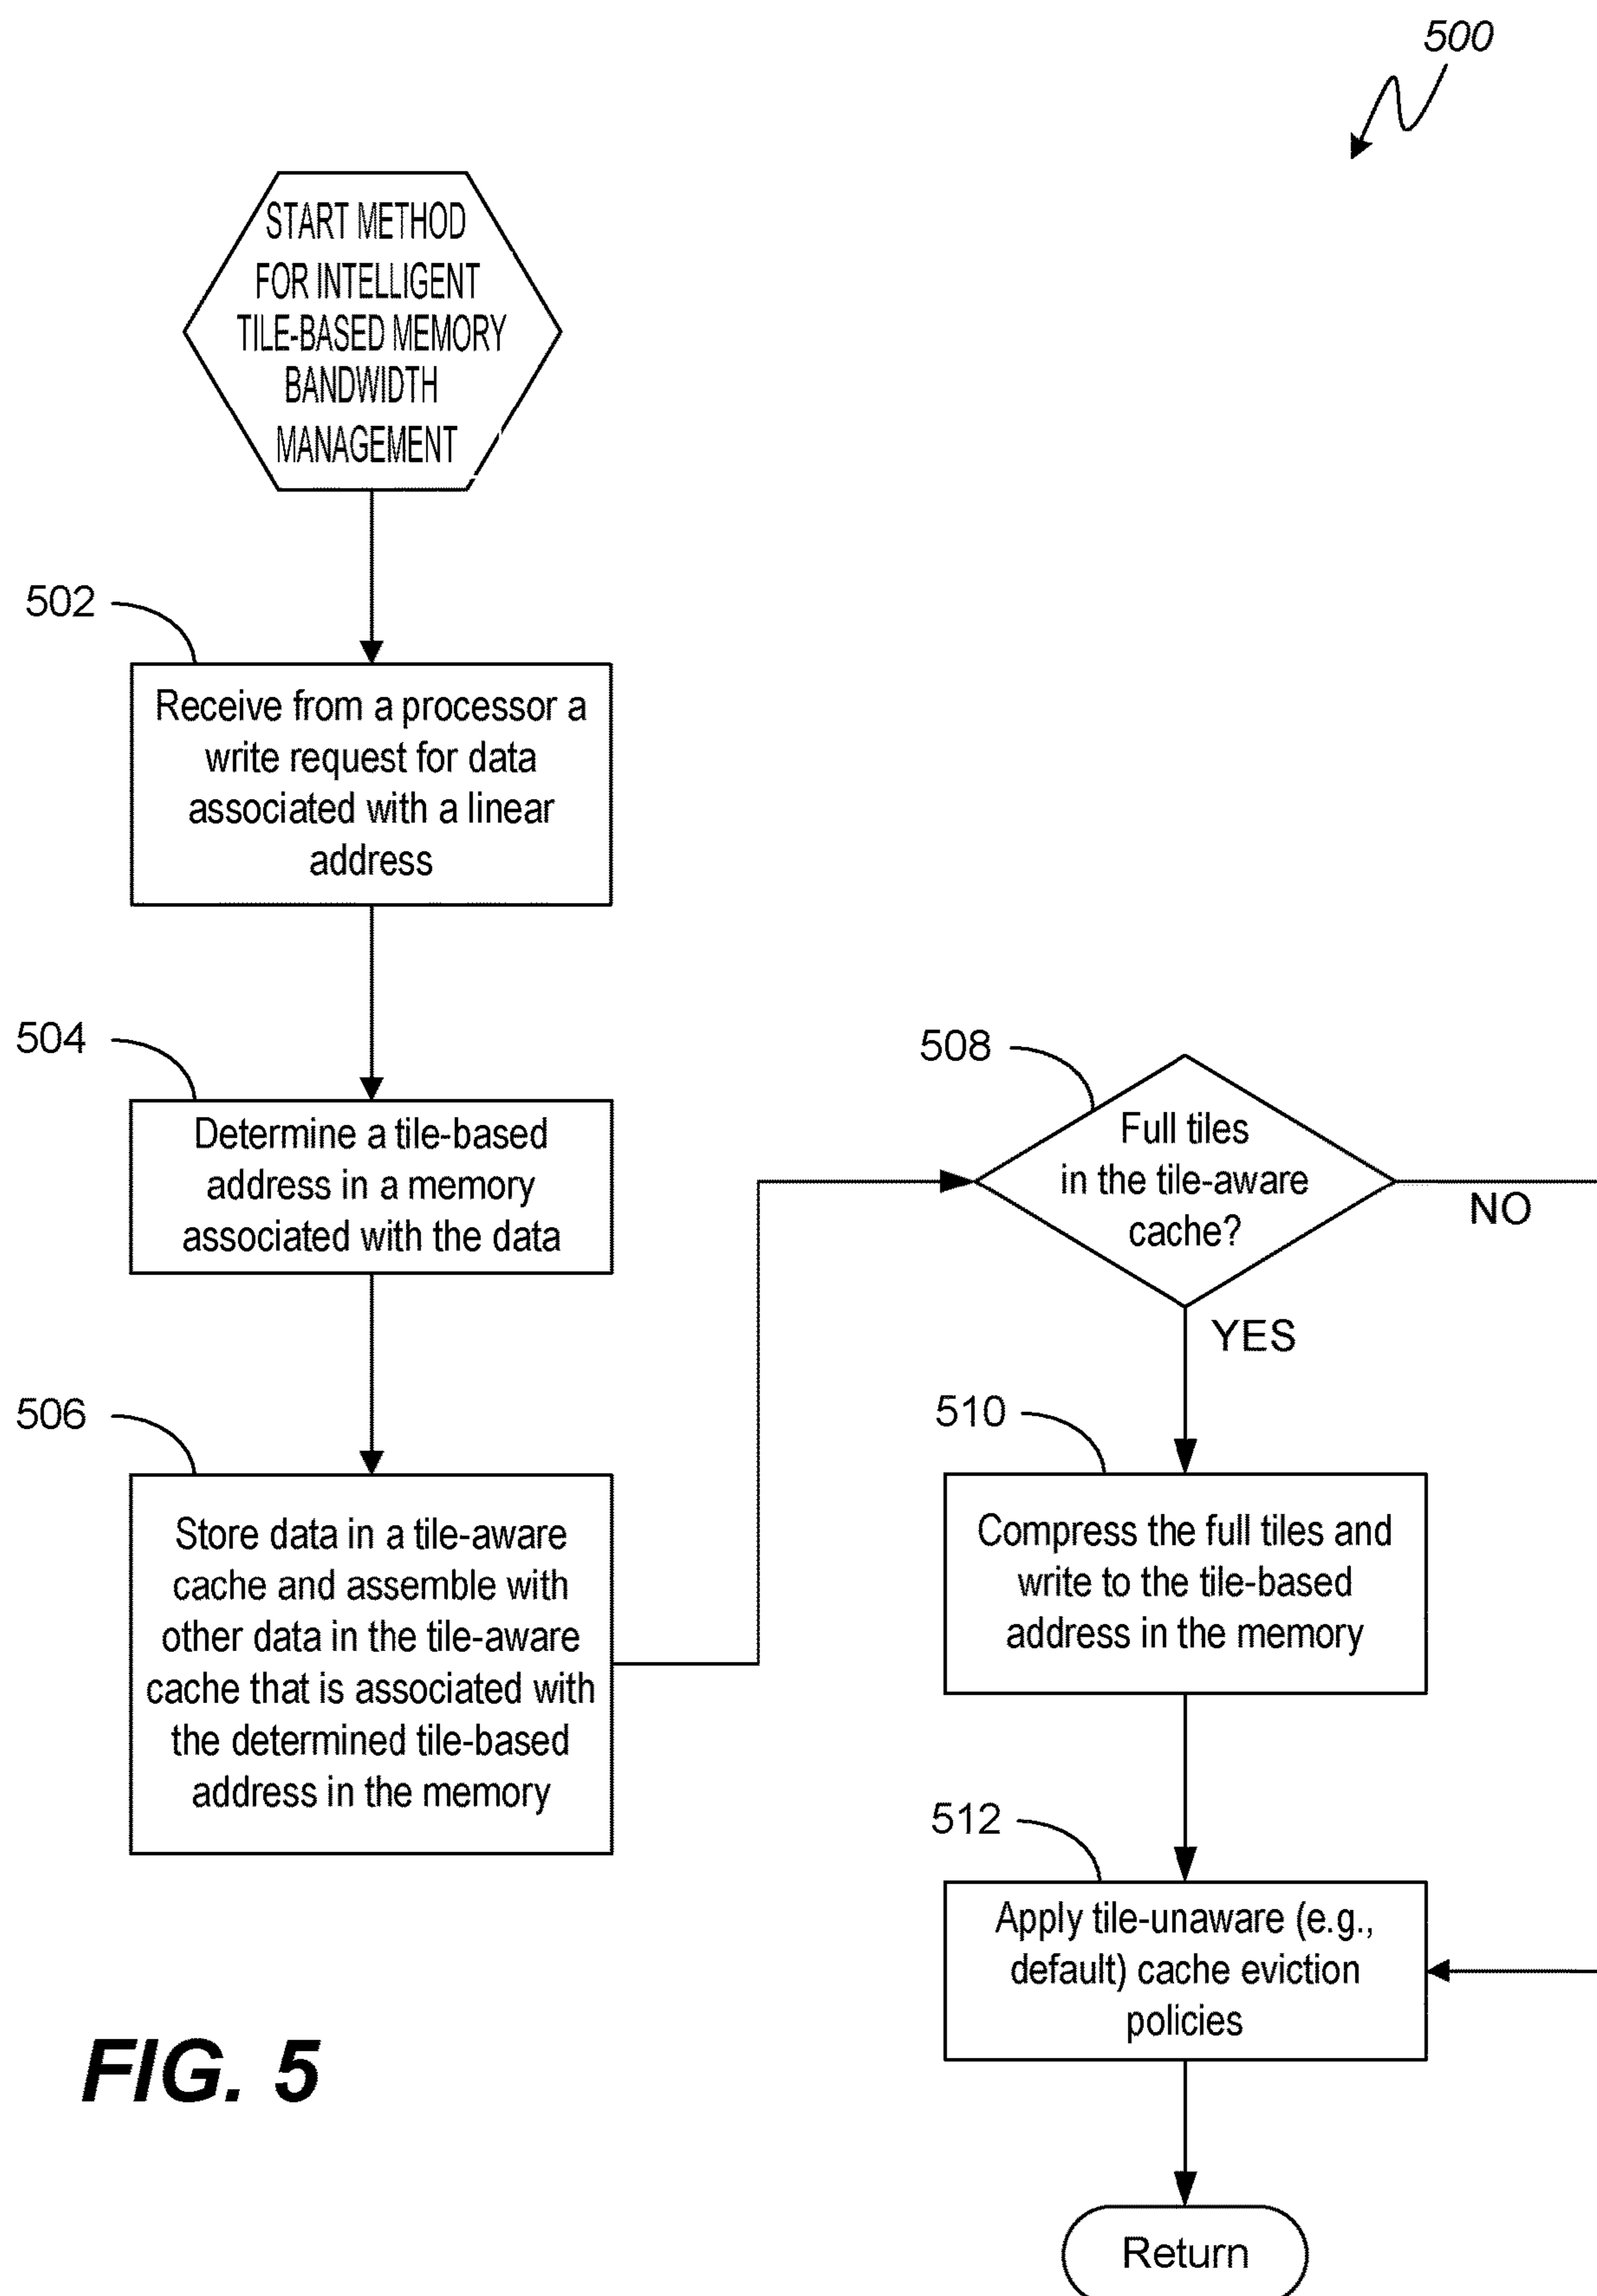 500
START METHOD
FOR INTELLIGENT
TILE-BASED MEMORY
BANDWIDTH
MANAGEMENT
502
Receive from a processor a
write request for data
associated with a linear
address
504
Determine a tile-based
address in a memory
associated with the data
506
Store data in a tile-aware
cache and assemble with
other data in the tile-aware
cache that is associated with
the determined tile-based
address in the memory
508
Full tiles
in the tile-aware
cache?
NO
YES
510
Compress the full tiles and
write to the tile-based
address in the memory
512
Apply tile-unaware (e.g.,
default) cache eviction
policies
Return
FIG. 5